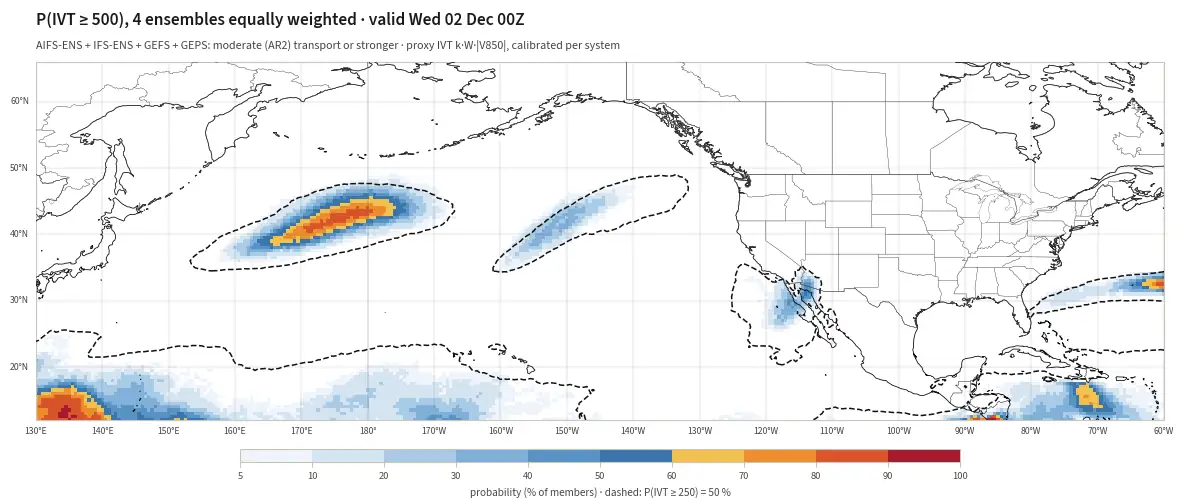 P(IVT ≥ 500), 4 ensembles equally weighted · valid Wed 02 Dec 00Z
AIFS-ENS + IFS-ENS + GEFS + GEPS: moderate (AR2) transport or stronger · proxy IVT k·W·|V850|, calibrated per system
60°N
50°N
40°N
30°N
20°N
130°E 140°E 150°E 160°E 170°E 180° 170°W 160°W 150°W 140°W 130°W 120°W 110°W 100°W 90°W 80°W 70°W 60°W
5 10 20 30 40 50 60 70 80 90 100
probability (% of members) · dashed: P(IVT ≥ 250) = 50 %